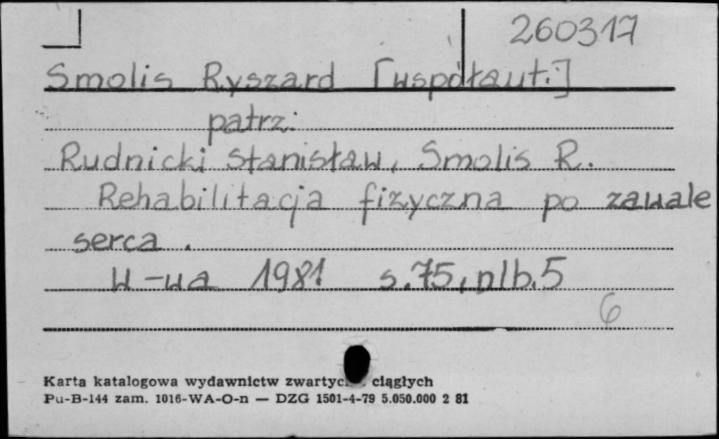 260317
Smolis Ryszard [współaut.]
patrz:
Rudnicki Stanisław, Smolis R.
Rehabilitacja fizyczna po zawale
serca.
W-wa 1981 s.75, nlb.5
6
Karta katalogowa wydawnictw ciągłych
Pu-B-144 zam. 1016-WA-O-n — DZG 1501-4-79 5.050.000 2 81